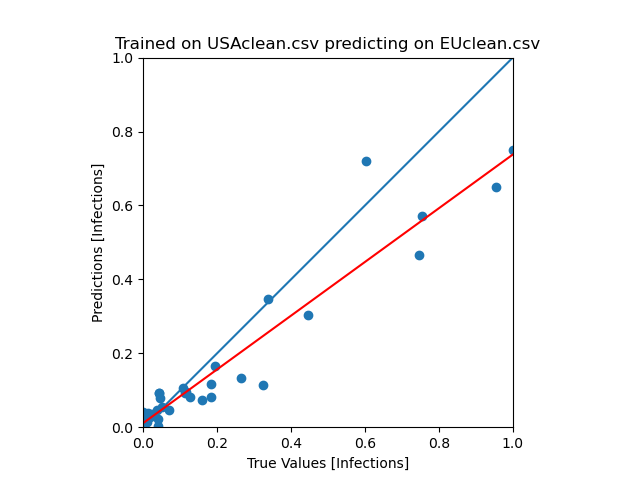 Trained on USAclean.csv predicting on EUclean.csv
1.0
0.8
0.6
0.4
0.2
0.0
Predictions [Infections]
0.0 0.2 0.4 0.6 0.8 1.0
True Values [Infections]